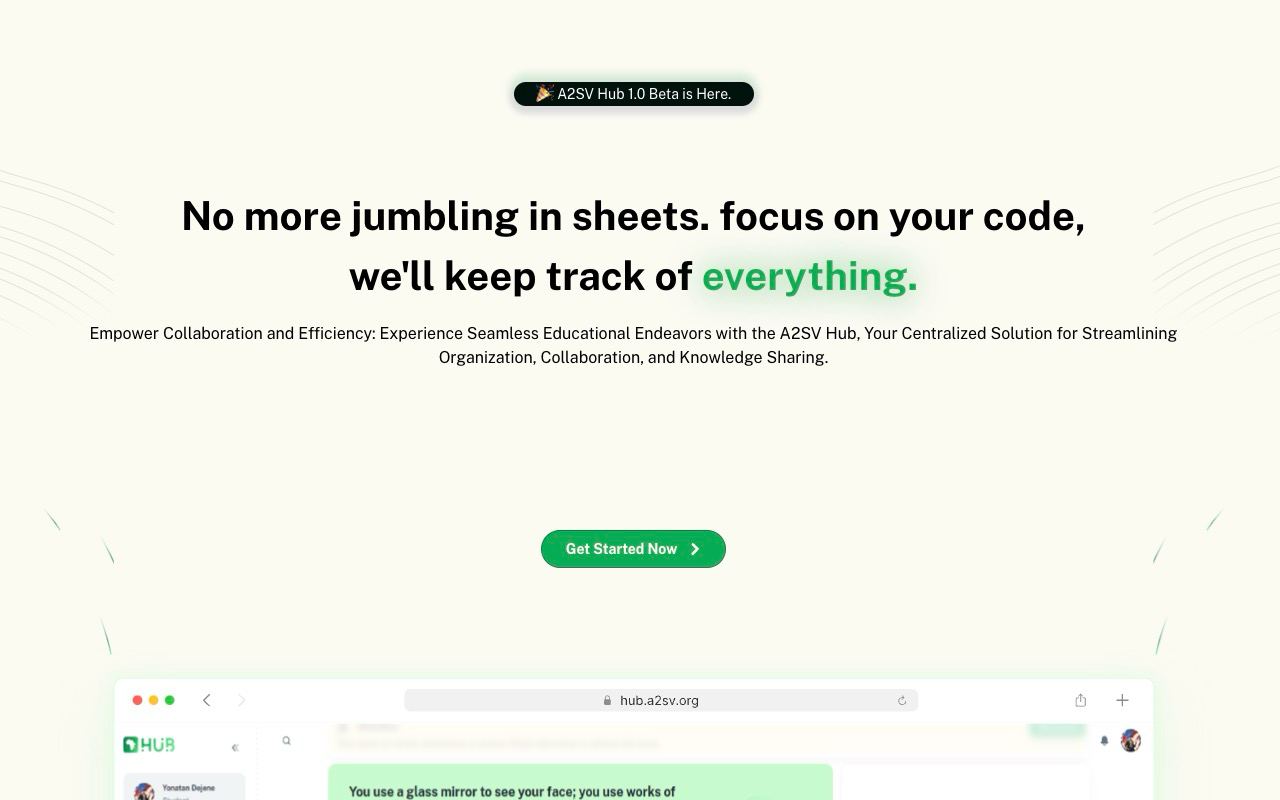 A2SV Hub 1.0 Beta is Here.
No more jumbling in sheets. focus on your code,
we'll keep track of everything.
Empower Collaboration and Efficiency: Experience Seamless Educational Endeavors with the A2SV Hub, Your Centralized Solution for Streamlining
Organization, Collaboration, and Knowledge Sharing.
Get Started Now
hub.a2sv.org
HUB
Yonatan Dejene
You use a glass mirror to see your face; you use works of